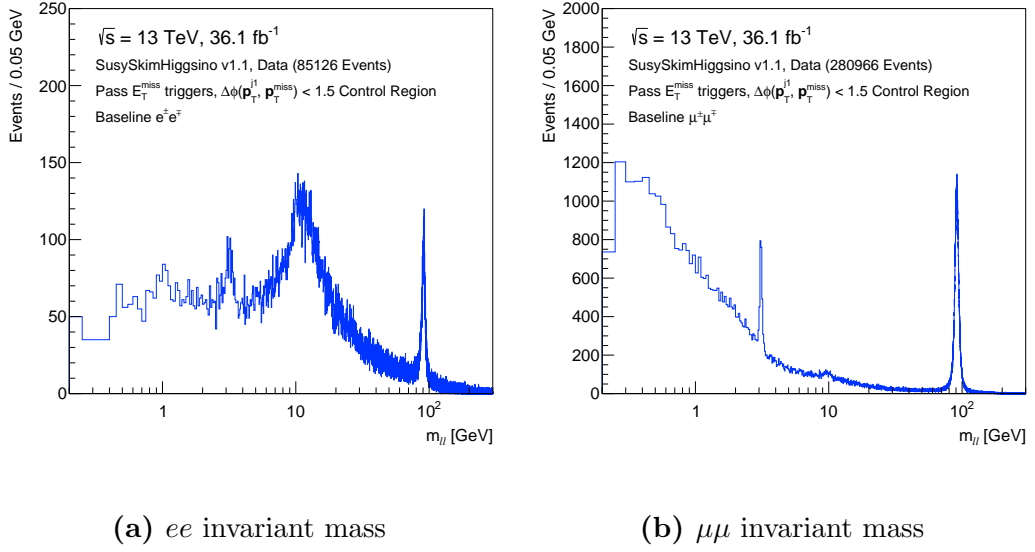 Events / 0.05 GeV
250
200
150
100
50
0
√s = 13 TeV, 36.1 fb⁻¹
SusySkimHiggsino v1.1, Data (85126 Events)
Pass E_T^miss triggers, Δϕ(p_T^j1, p_T^miss) < 1.5 Control Region
Baseline e±e∓
1
10
10²
m_ll [GeV]
Events / 0.05 GeV
2000
1800
1600
1400
1200
1000
800
600
400
200
0
√s = 13 TeV, 36.1 fb⁻¹
SusySkimHiggsino v1.1, Data (280966 Events)
Pass E_T^miss triggers, Δϕ(p_T^j1, p_T^miss) < 1.5 Control Region
Baseline μ±μ∓
1
10
10²
m_ll [GeV]
(a) ee invariant mass
(b) μμ invariant mass